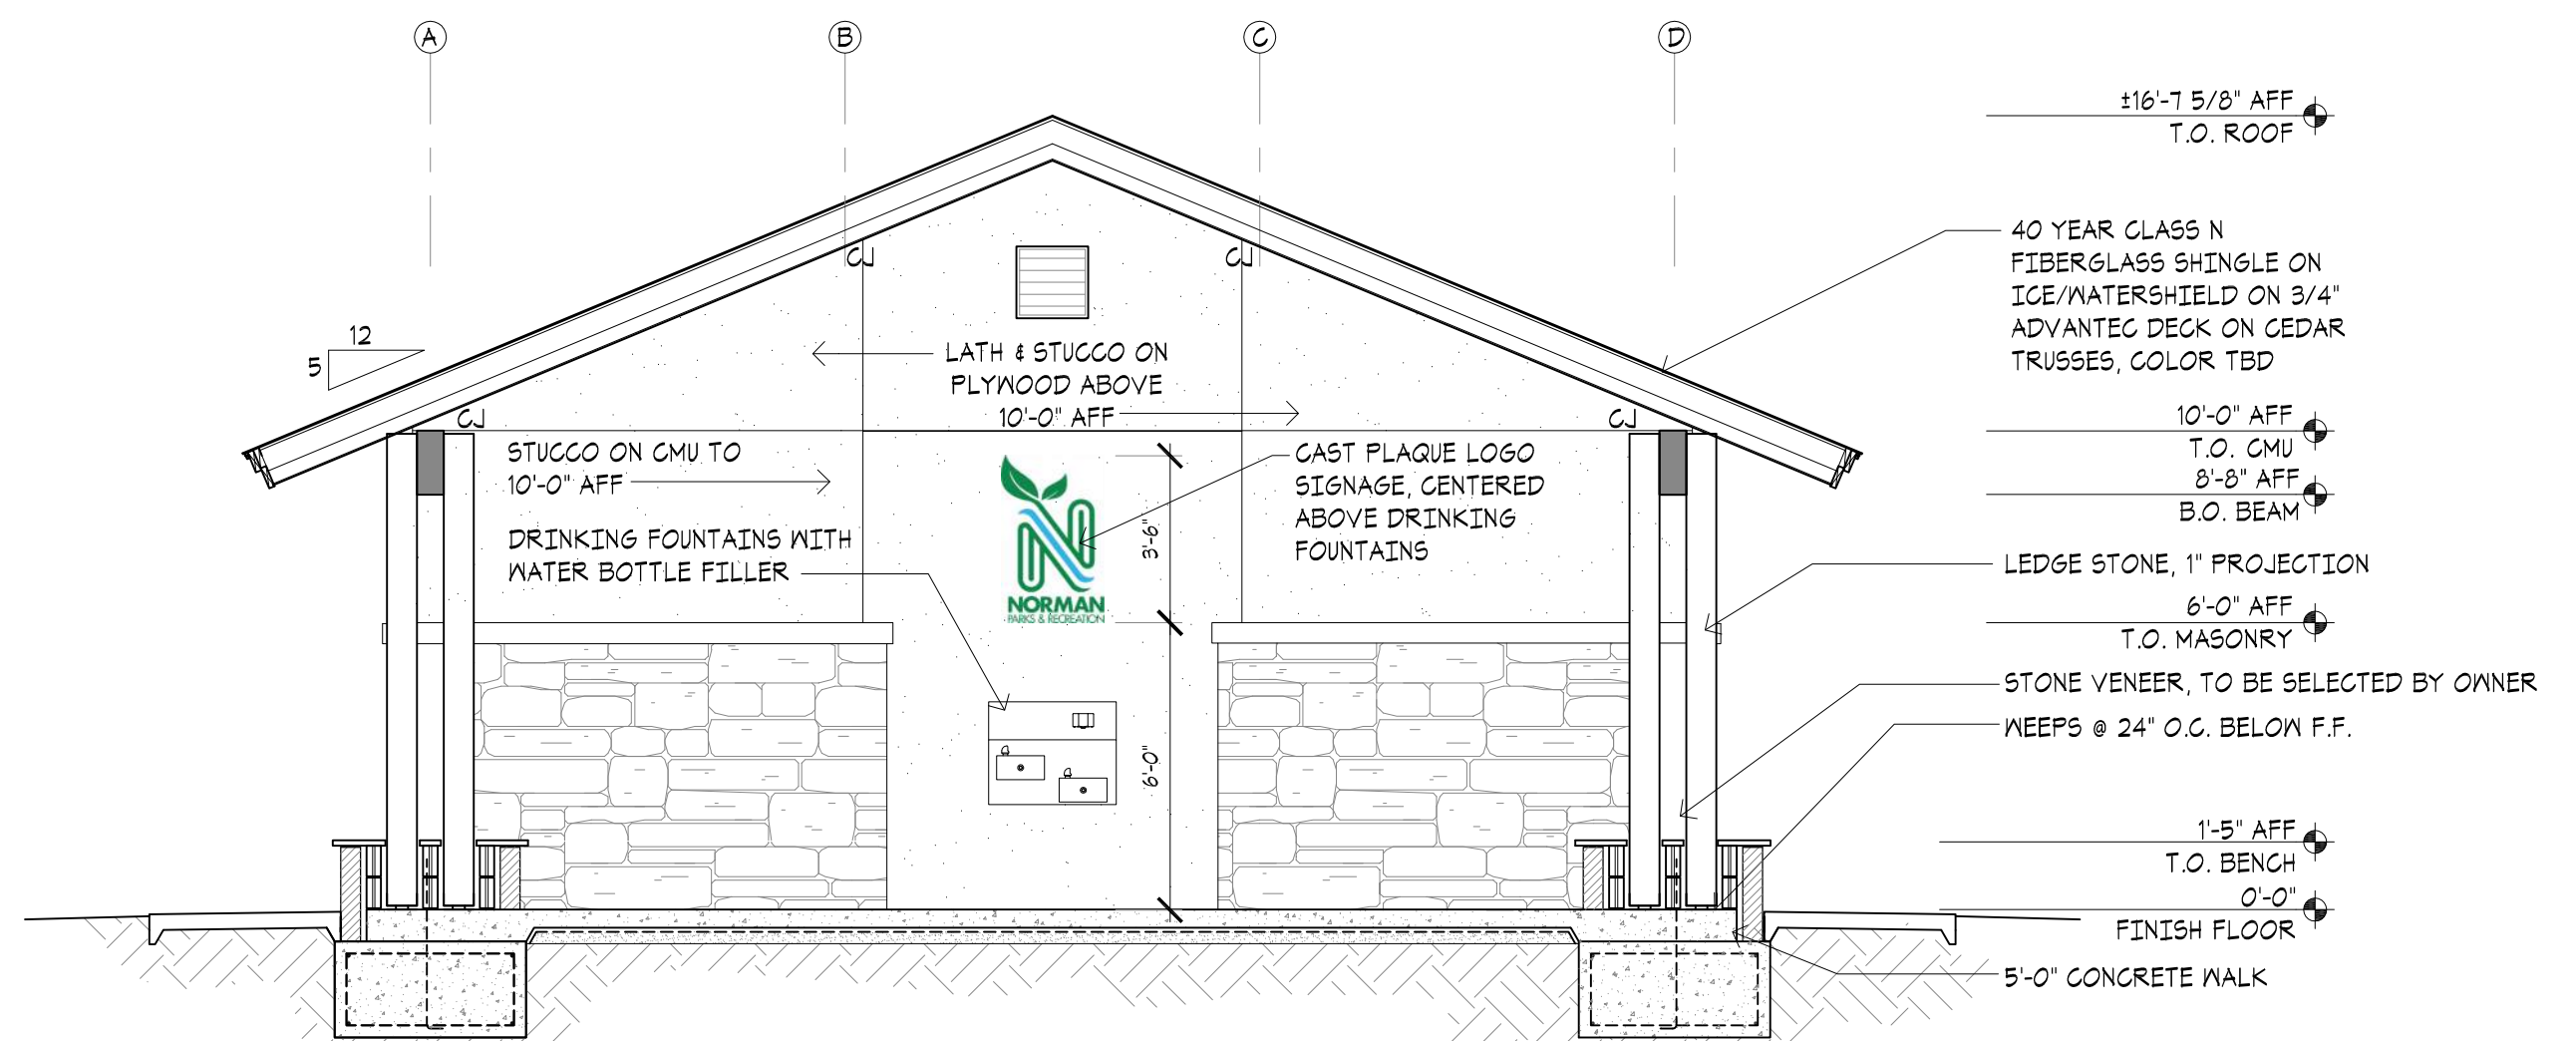 A
B
C
D
±16'-7 5/8" AFF
T.O. ROOF
40 YEAR CLASS N
FIBERGLASS SHINGLE ON
ICE/WATERSHIELD ON 3/4"
ADVANTEC DECK ON CEDAR
TRUSSES, COLOR TBD
CJ
CJ
12
5
LATH & STUCCO ON
PLYWOOD ABOVE
10'-0" AFF
CJ
CJ
10'-0" AFF
T.O. CMU
STUCCO ON CMU TO
10'-0" AFF
DRINKING FOUNTAINS WITH
WATER BOTTLE FILLER
NORMAN
PARKS & RECREATION
3'-6"
6'-0"
CAST PLAQUE LOGO
SIGNAGE, CENTERED
ABOVE DRINKING
FOUNTAINS
8'-8" AFF
B.O. BEAM
LEDGE STONE, 1" PROJECTION
6'-0" AFF
T.O. MASONRY
STONE VENEER, TO BE SELECTED BY OWNER
WEEPS @ 24" O.C. BELOW F.F.
1'-5" AFF
T.O. BENCH
0'-0"
FINISH FLOOR
5'-0" CONCRETE WALK